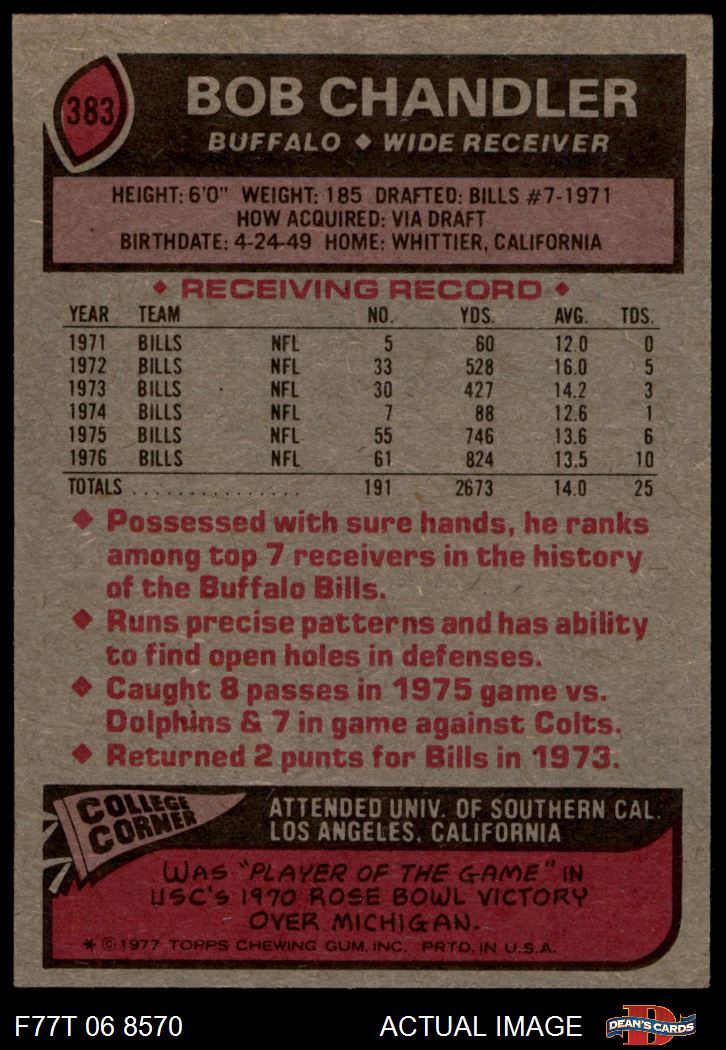 383
BOB CHANDLER
BUFFALO ◆ WIDE RECEIVER
HEIGHT: 6'0" WEIGHT: 185 DRAFTED: BILLS #7-1971
HOW ACQUIRED: VIA DRAFT
BIRTHDATE: 4-24-49 HOME: WHITTIER, CALIFORNIA
◆ RECEIVING RECORD ◆
YEAR TEAM NO. YDS. AVG. TDS.
1971 BILLS NFL 5 60 12.0 0
1972 BILLS NFL 33 528 16.0 5
1973 BILLS NFL 30 427 14.2 3
1974 BILLS NFL 7 88 12.6 1
1975 BILLS NFL 55 746 13.6 6
1976 BILLS NFL 61 824 13.5 10
TOTALS ................ 191 2673 14.0 25
◆ Possessed with sure hands, he ranks
among top 7 receivers in the history
of the Buffalo Bills.
◆ Runs precise patterns and has ability
to find open holes in defenses.
◆ Caught 8 passes in 1975 game vs.
Dolphins & 7 in game against Colts.
◆ Returned 2 punts for Bills in 1973.
COLLEGE
CORNER
ATTENDED UNIV. OF SOUTHERN CAL.
LOS ANGELES, CALIFORNIA
WAS "PLAYER OF THE GAME" IN
USC'S 1970 ROSE BOWL VICTORY
OVER MICHIGAN.
* © 1977 TOPPS CHEWING GUM, INC. PRTD. IN U.S.A.
F77T 06 8570
ACTUAL IMAGE
D
DEAN'S CARDS